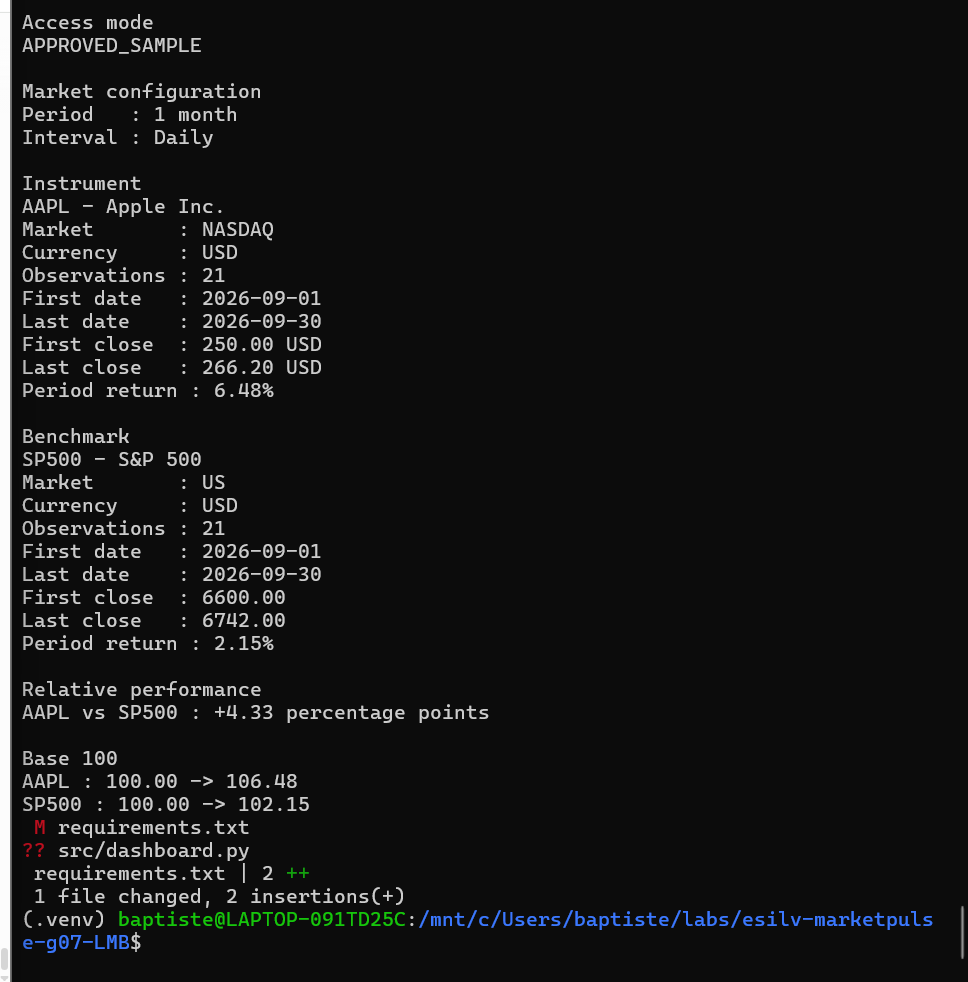 Access mode
APPROVED_SAMPLE
Market configuration
Period   : 1 month
Interval : Daily
Instrument
AAPL - Apple Inc.
Market       : NASDAQ
Currency     : USD
Observations : 21
First date   : 2026-09-01
Last date    : 2026-09-30
First close  : 250.00 USD
Last close   : 266.20 USD
Period return : 6.48%
Benchmark
SP500 - S&P 500
Market       : US
Currency     : USD
Observations : 21
First date   : 2026-09-01
Last date    : 2026-09-30
First close  : 6600.00
Last close   : 6742.00
Period return : 2.15%
Relative performance
AAPL vs SP500 : +4.33 percentage points
Base 100
AAPL : 100.00 -> 106.48
SP500 : 100.00 -> 102.15
 M requirements.txt
?? src/dashboard.py
 requirements.txt | 2 ++
 1 file changed, 2 insertions(+)
(.venv) baptiste@LAPTOP-091TD25C:/mnt/c/Users/baptiste/labs/esilv-marketpuls
e-g07-LMB$